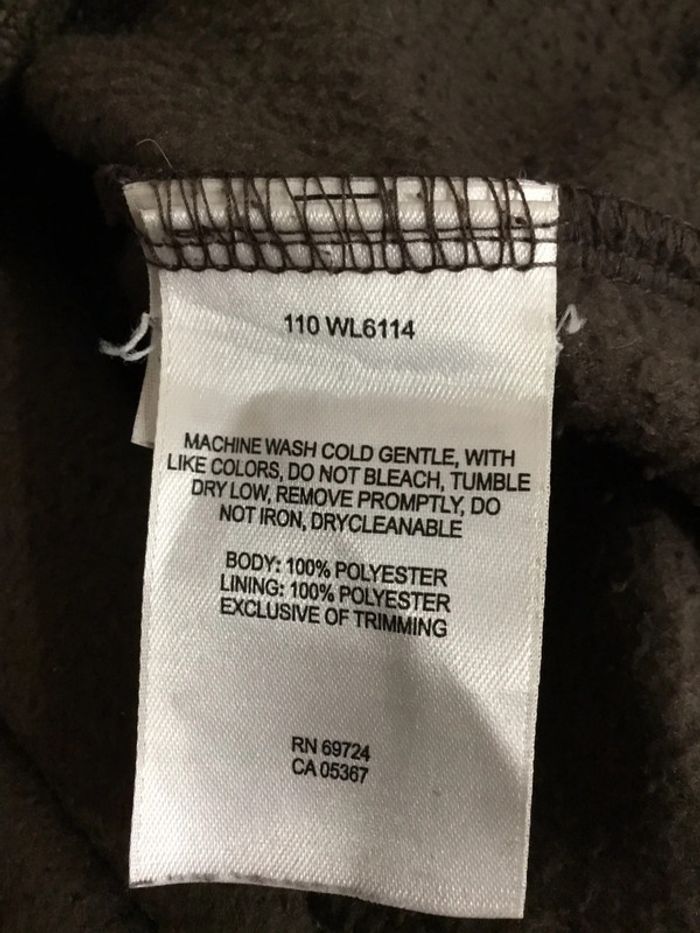 110 WL6114
MACHINE WASH COLD GENTLE, WITH
LIKE COLORS, DO NOT BLEACH, TUMBLE
DRY LOW, REMOVE PROMPTLY, DO
NOT IRON, DRYCLEANABLE
BODY: 100% POLYESTER
LINING: 100% POLYESTER
EXCLUSIVE OF TRIMMING
RN 69724
CA 05367